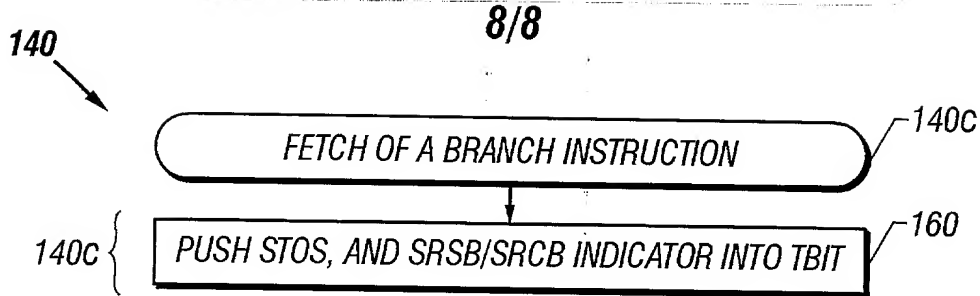 8/8
140
FETCH OF A BRANCH INSTRUCTION
140C
140C
PUSH STOS, AND SRSB/SRCB INDICATOR INTO TBIT
160